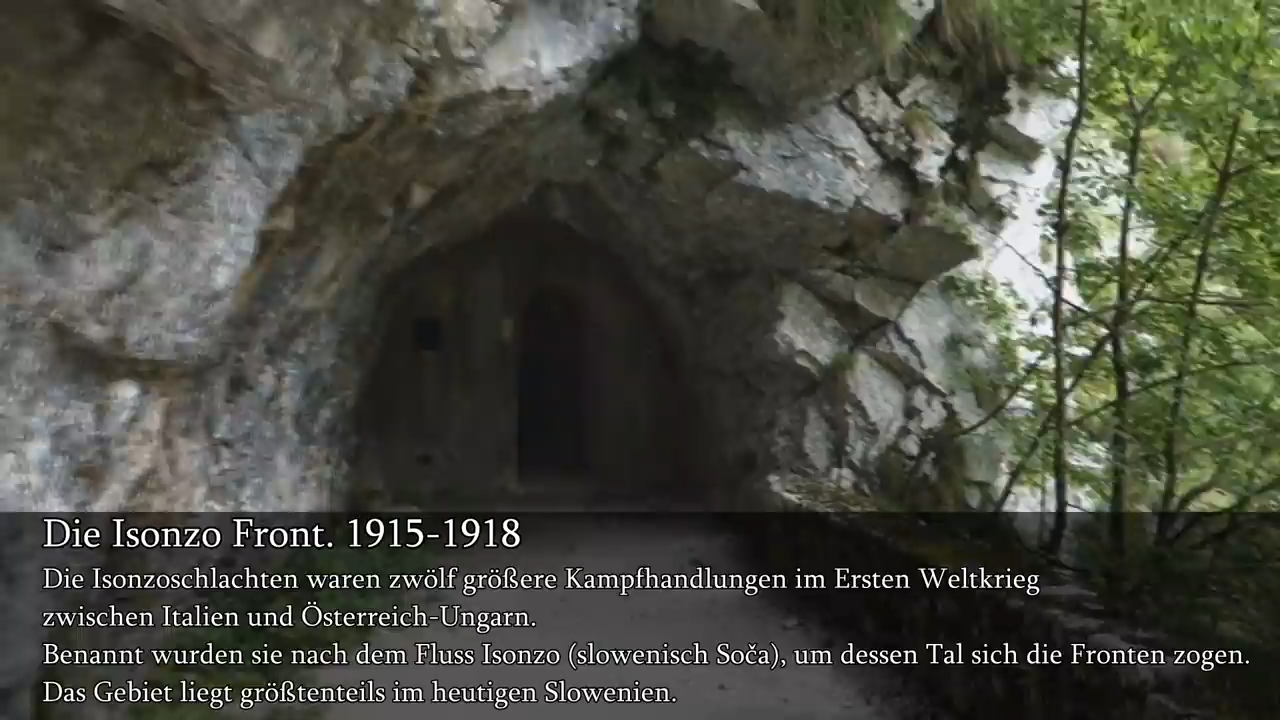 Die Isonzo Front. 1915-1918
Die Isonzoschlachten waren zwölf größere Kampfhandlungen im Ersten Weltkrieg
zwischen Italien und Österreich-Ungarn.
Benannt wurden sie nach dem Fluss Isonzo (slowenisch Soča), um dessen Tal sich die Fronten zogen.
Das Gebiet liegt größtenteils im heutigen Slowenien.